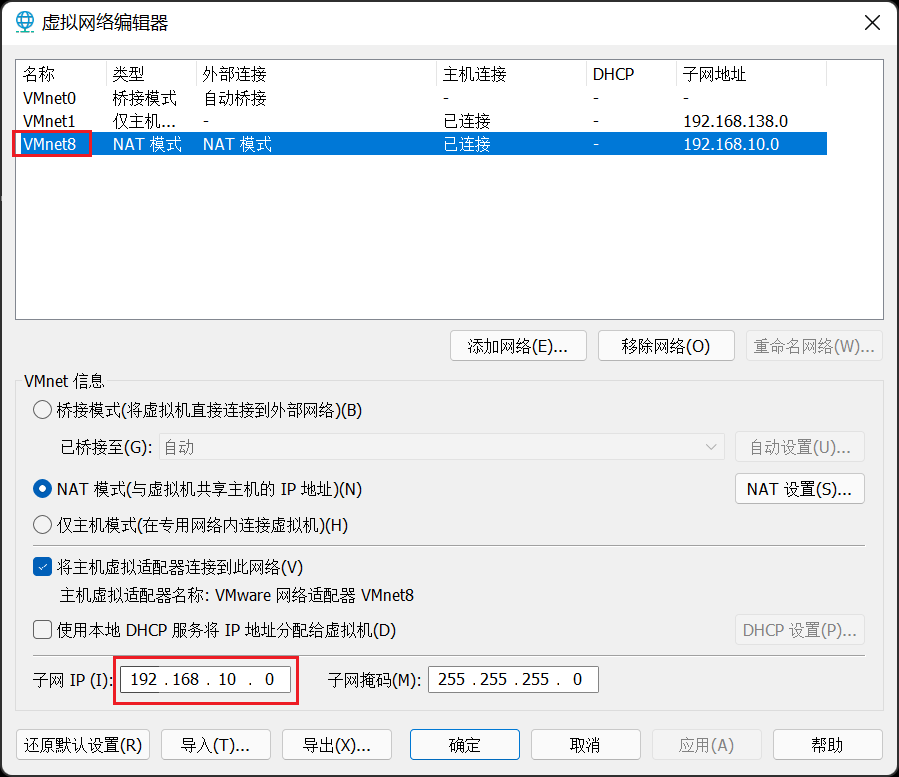 虚拟网络编辑器
名称 类型 外部连接 主机连接 DHCP 子网地址
VMnet0 桥接模式 自动桥接 - - -
VMnet1 仅主机... - 已连接 - 192.168.138.0
VMnet8 NAT 模式 NAT 模式 已连接 - 192.168.10.0
添加网络(E)... 移除网络(O) 重命名网络(W)...
VMnet 信息
桥接模式(将虚拟机直接连接到外部网络)(B)
已桥接至(G): 自动 自动设置(U)...
NAT 模式(与虚拟机共享主机的 IP 地址)(N) NAT 设置(S)...
仅主机模式(在专用网络内连接虚拟机)(H)
将主机虚拟适配器连接到此网络(V)
主机虚拟适配器名称: VMware 网络适配器 VMnet8
使用本地 DHCP 服务将 IP 地址分配给虚拟机(D) DHCP 设置(P)...
子网 IP (I): 192 . 168 . 10 . 0 子网掩码(M): 255 . 255 . 255 . 0
还原默认设置(R) 导入(T)... 导出(X)... 确定 取消 应用(A) 帮助